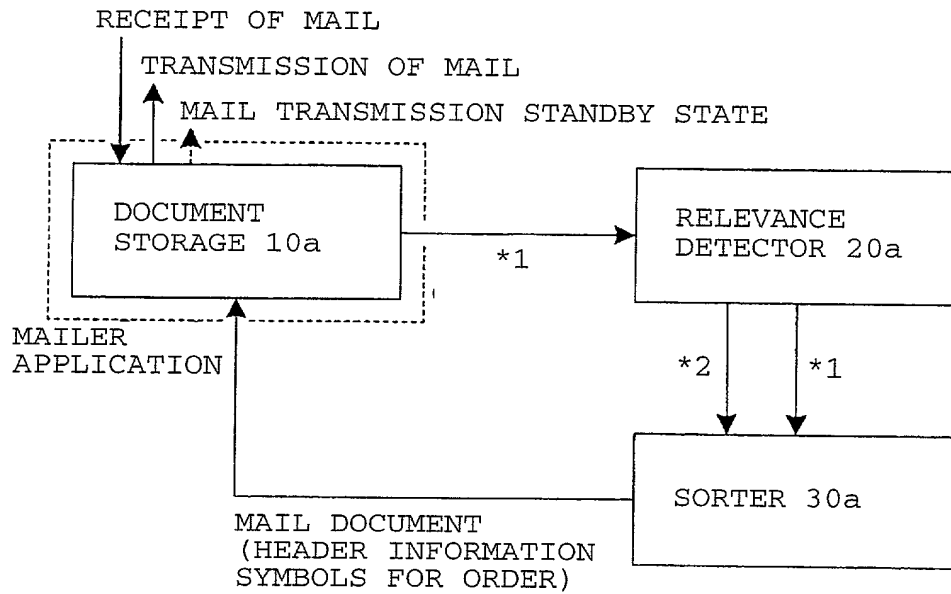 RECEIPT OF MAIL
TRANSMISSION OF MAIL
MAIL TRANSMISSION STANDBY STATE
DOCUMENT
STORAGE 10a
RELEVANCE
DETECTOR 20a
*1
MAILER
APPLICATION
*2
*1
SORTER 30a
MAIL DOCUMENT
(HEADER INFORMATION
SYMBOLS FOR ORDER)